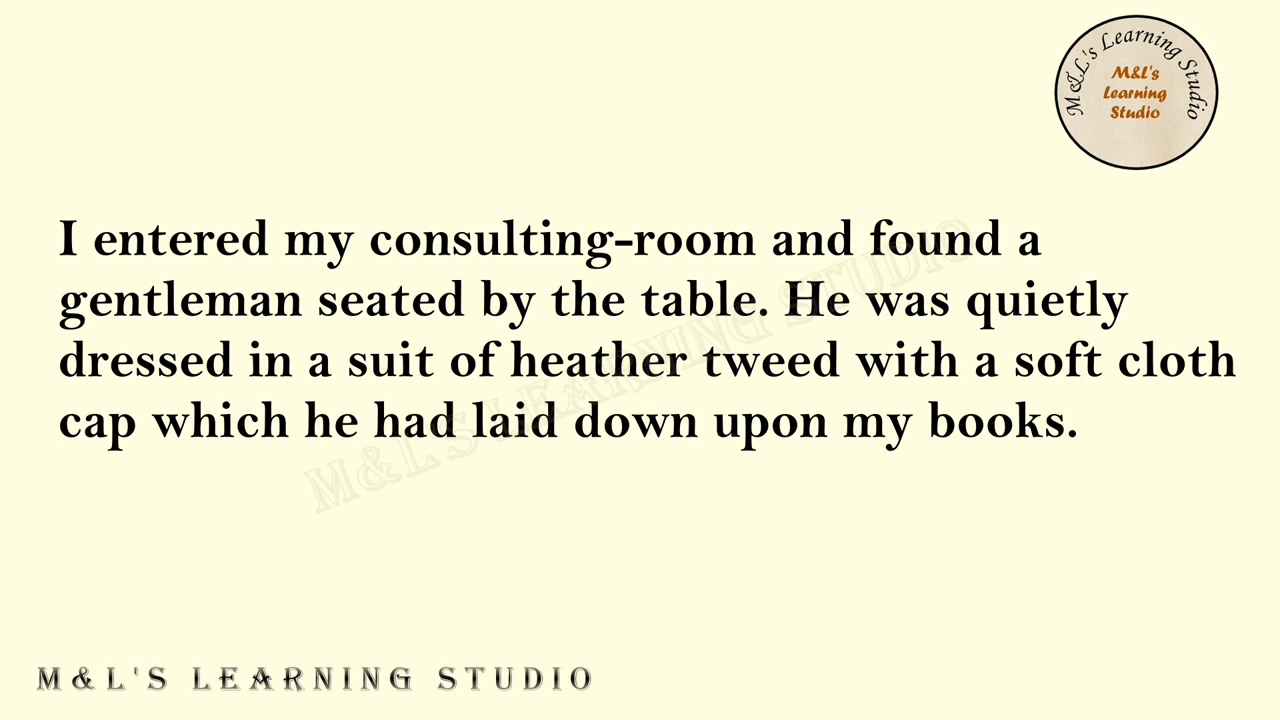 M&L's Learning Studio
M&L's
Learning
Studio
I entered my consulting-room and found a
gentleman seated by the table. He was quietly
dressed in a suit of heather tweed with a soft cloth
cap which he had laid down upon my books.
M&L'S LEARNING STUDIO
M&L'S LEARNING STUDIO